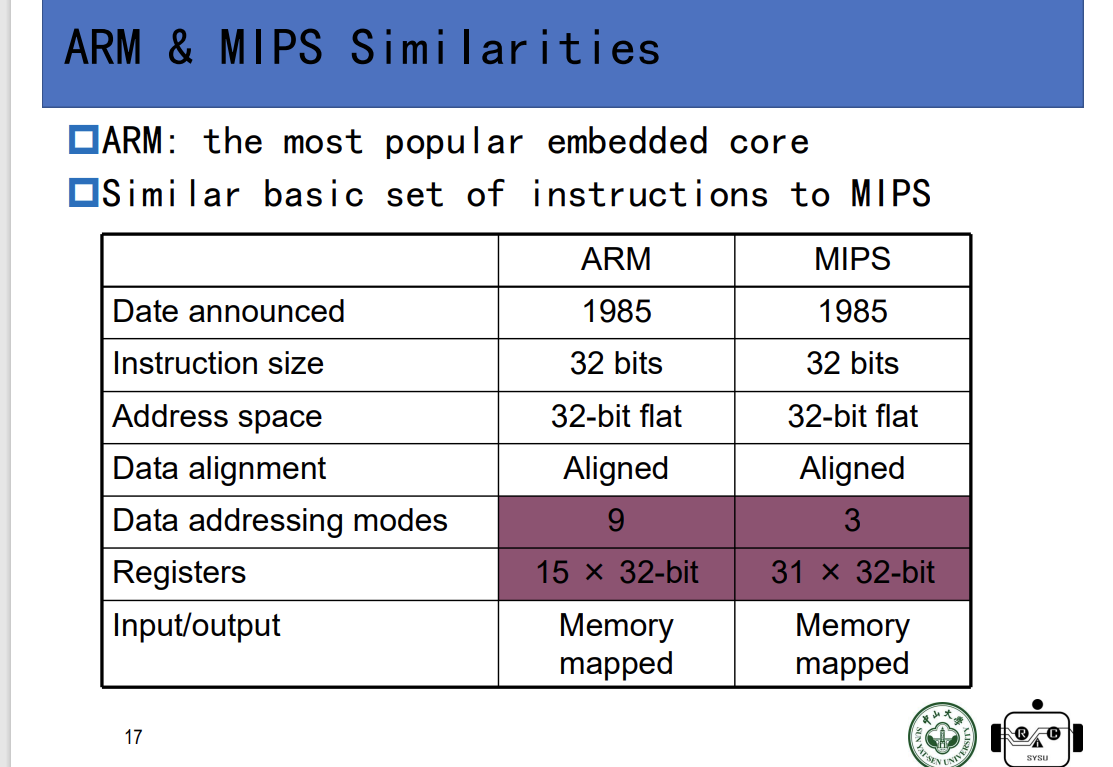 ARM & MIPS Similarities
ARM: the most popular embedded core
Similar basic set of instructions to MIPS
ARM MIPS
Date announced 1985 1985
Instruction size 32 bits 32 bits
Address space 32-bit flat 32-bit flat
Data alignment Aligned Aligned
Data addressing modes 9 3
Registers 15 × 32-bit 31 × 32-bit
Input/output Memory mapped Memory mapped
17
中山大学
SUN YAT-SEN UNIVERSITY
R C
SYSU